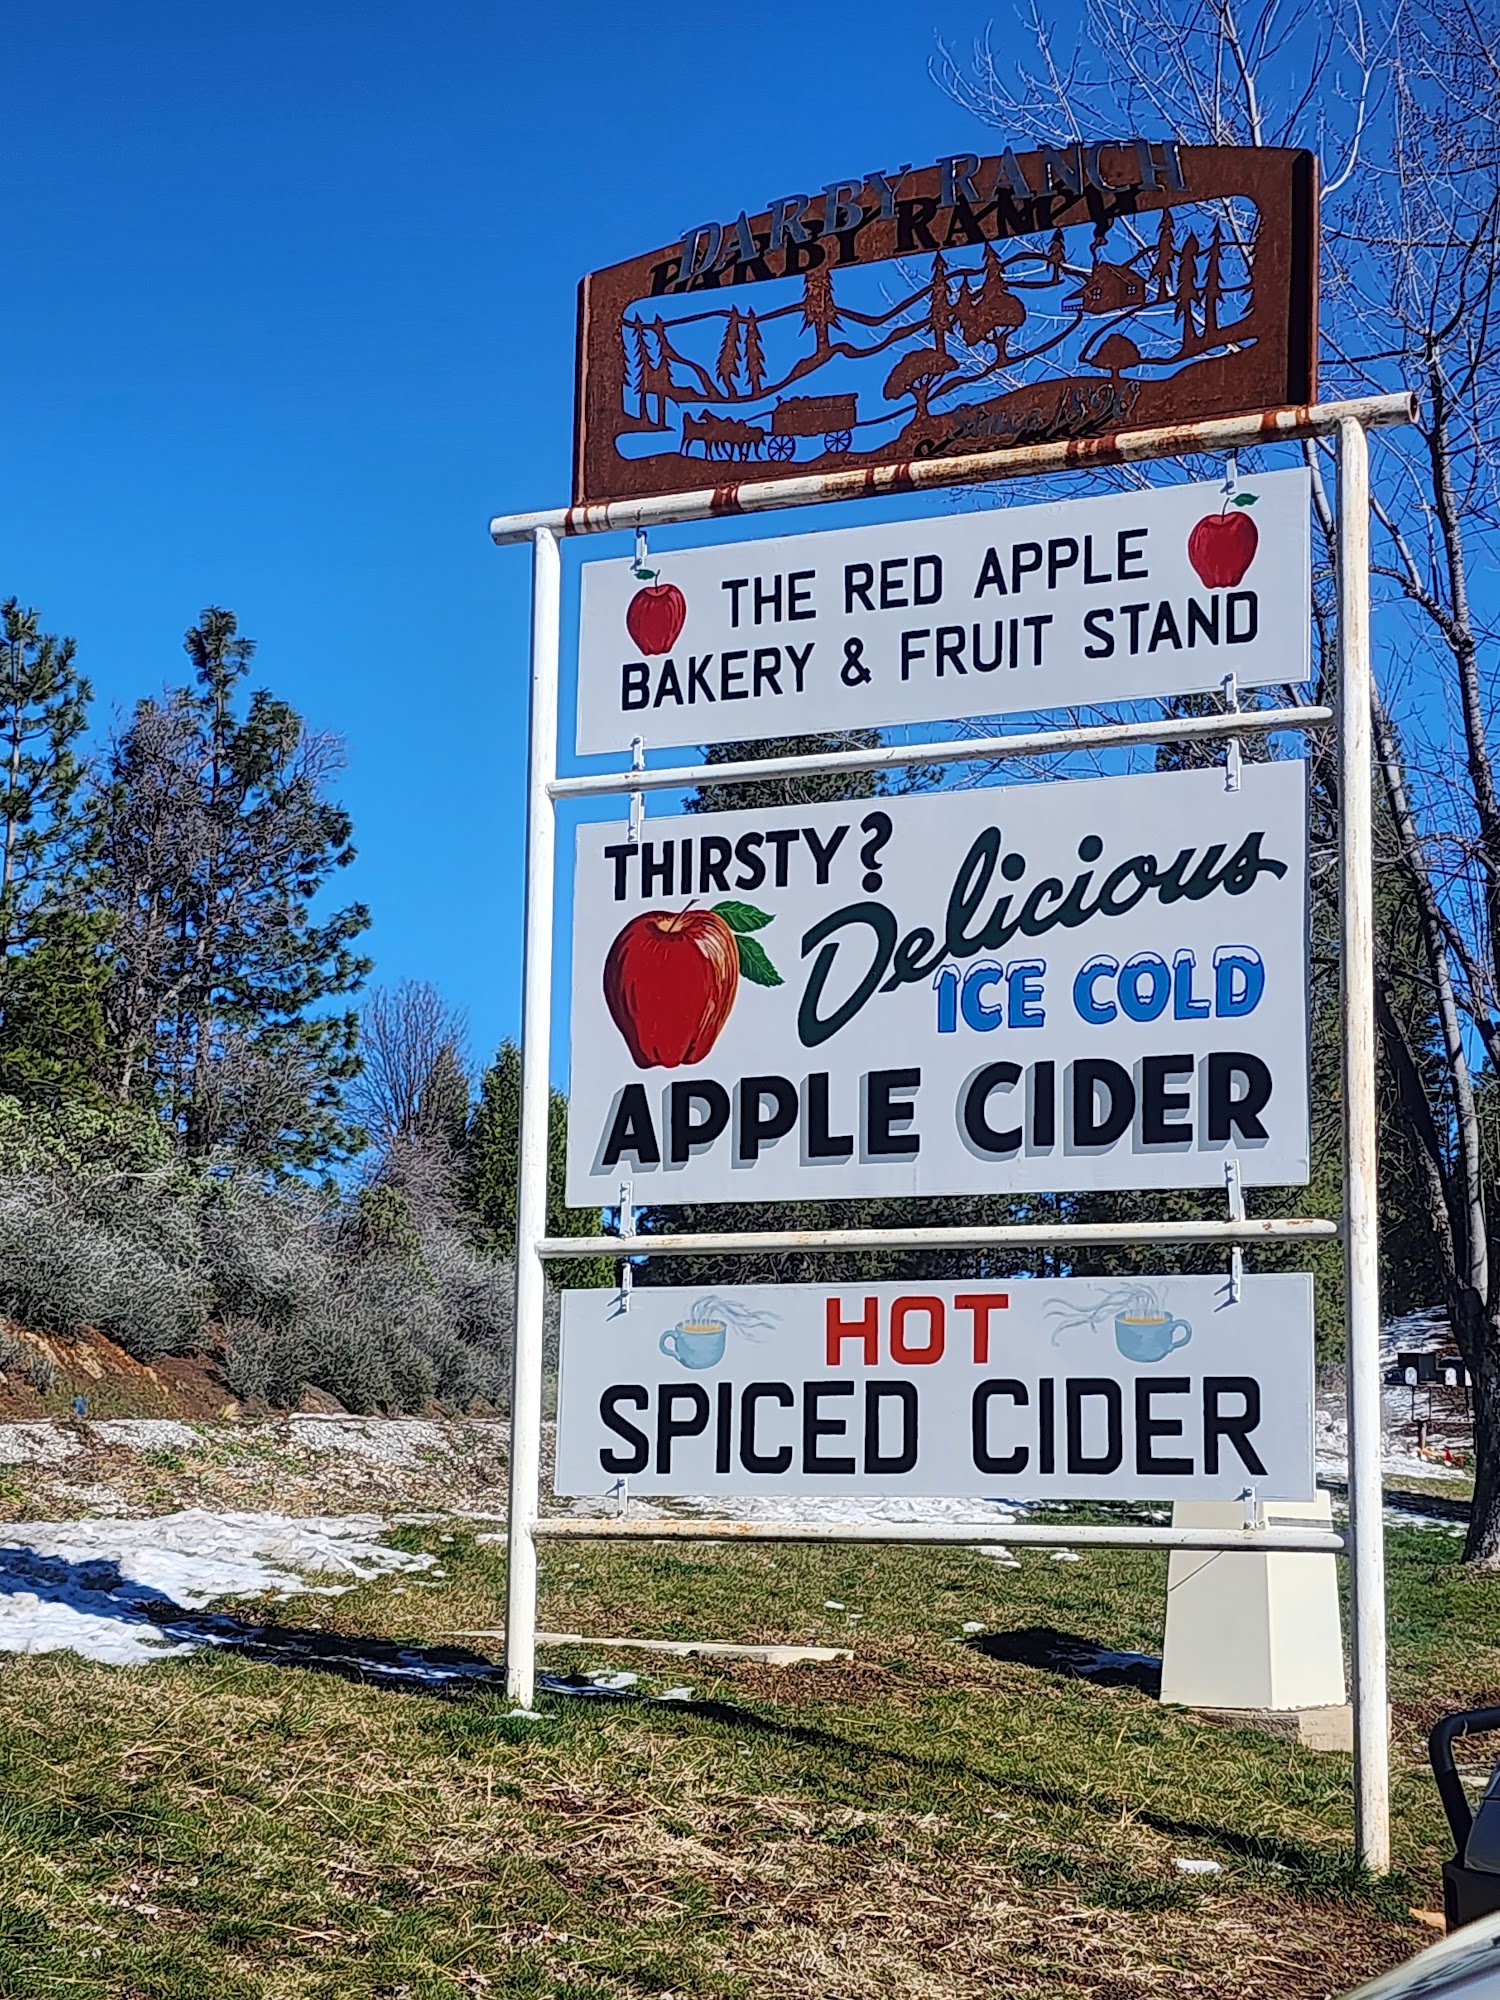 DARBY RANCH
Since 1890
THE RED APPLE
BAKERY & FRUIT STAND
THIRSTY?
Delicious
ICE COLD
APPLE CIDER
HOT
SPICED CIDER